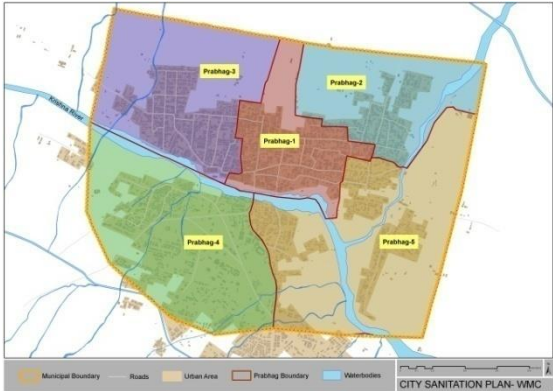 Prabhag-3
Prabhag-2
Krishna River
Prabhag-1
Prabhag-4
Prabhag-5
Municipal Boundary
Roads
Urban Area
Prabhag Boundary
Waterbodies
CITY SANITATION PLAN- WMC